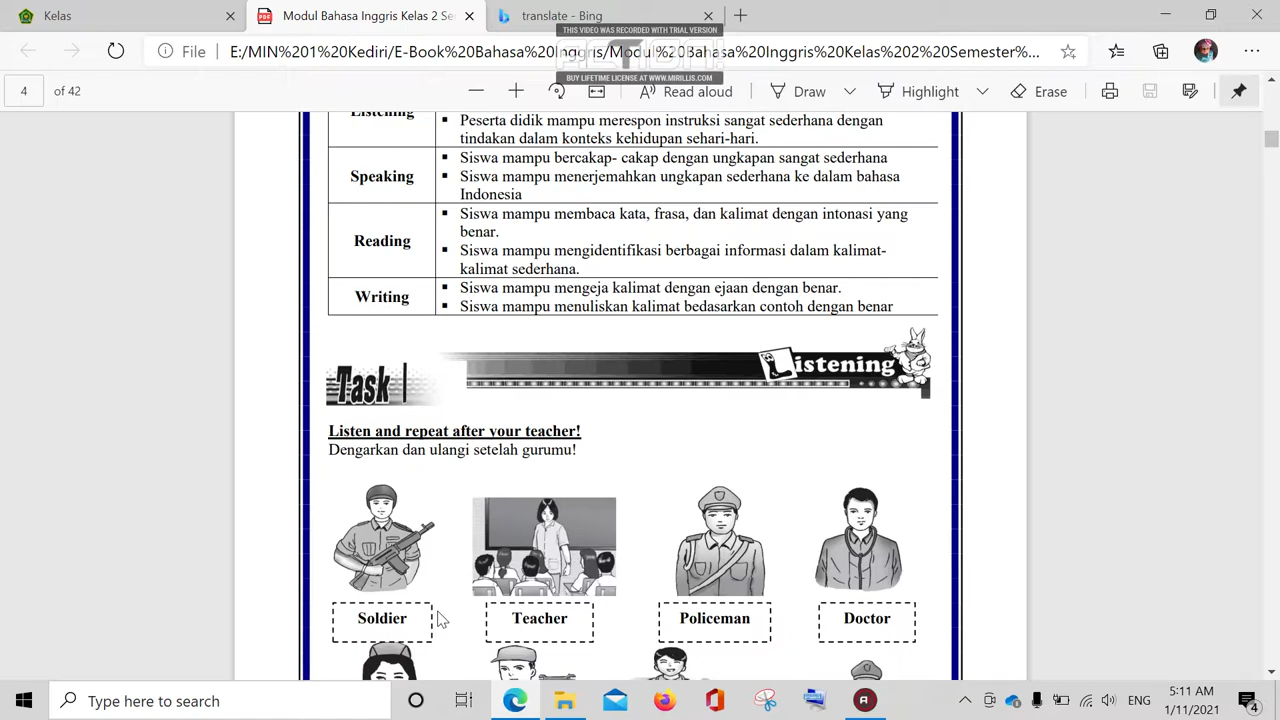 Kelas
Modul Bahasa Inggris Kelas 2 Se
translate - Bing
THIS VIDEO WAS RECORDED WITH TRIAL VERSION
BUY LIFETIME LICENSE AT WWW.MIRILLIS.COM
File
E:/MIN%201%20Kediri/E-Book%20Bahasa%20Inggris/Modul%20Bahasa%20Inggris%20Kelas%202%20Semester%...
4 of 42
Read aloud
Draw
Highlight
Erase
Listening
Peserta didik mampu merespon instruksi sangat sederhana dengan
tindakan dalam konteks kehidupan sehari-hari.
Speaking
Siswa mampu bercakap- cakap dengan ungkapan sangat sederhana
Siswa mampu menerjemahkan ungkapan sederhana ke dalam bahasa
Indonesia
Reading
Siswa mampu membaca kata, frasa, dan kalimat dengan intonasi yang
benar.
Siswa mampu mengidentifikasi berbagai informasi dalam kalimat-
kalimat sederhana.
Writing
Siswa mampu mengeja kalimat dengan ejaan dengan benar.
Siswa mampu menuliskan kalimat bedasarkan contoh dengan benar
Task I
Listening
Listen and repeat after your teacher!
Dengarkan dan ulangi setelah gurumu!
Soldier
Teacher
Policeman
Doctor
Type here to search
ENG
5:11 AM
1/11/2021
4